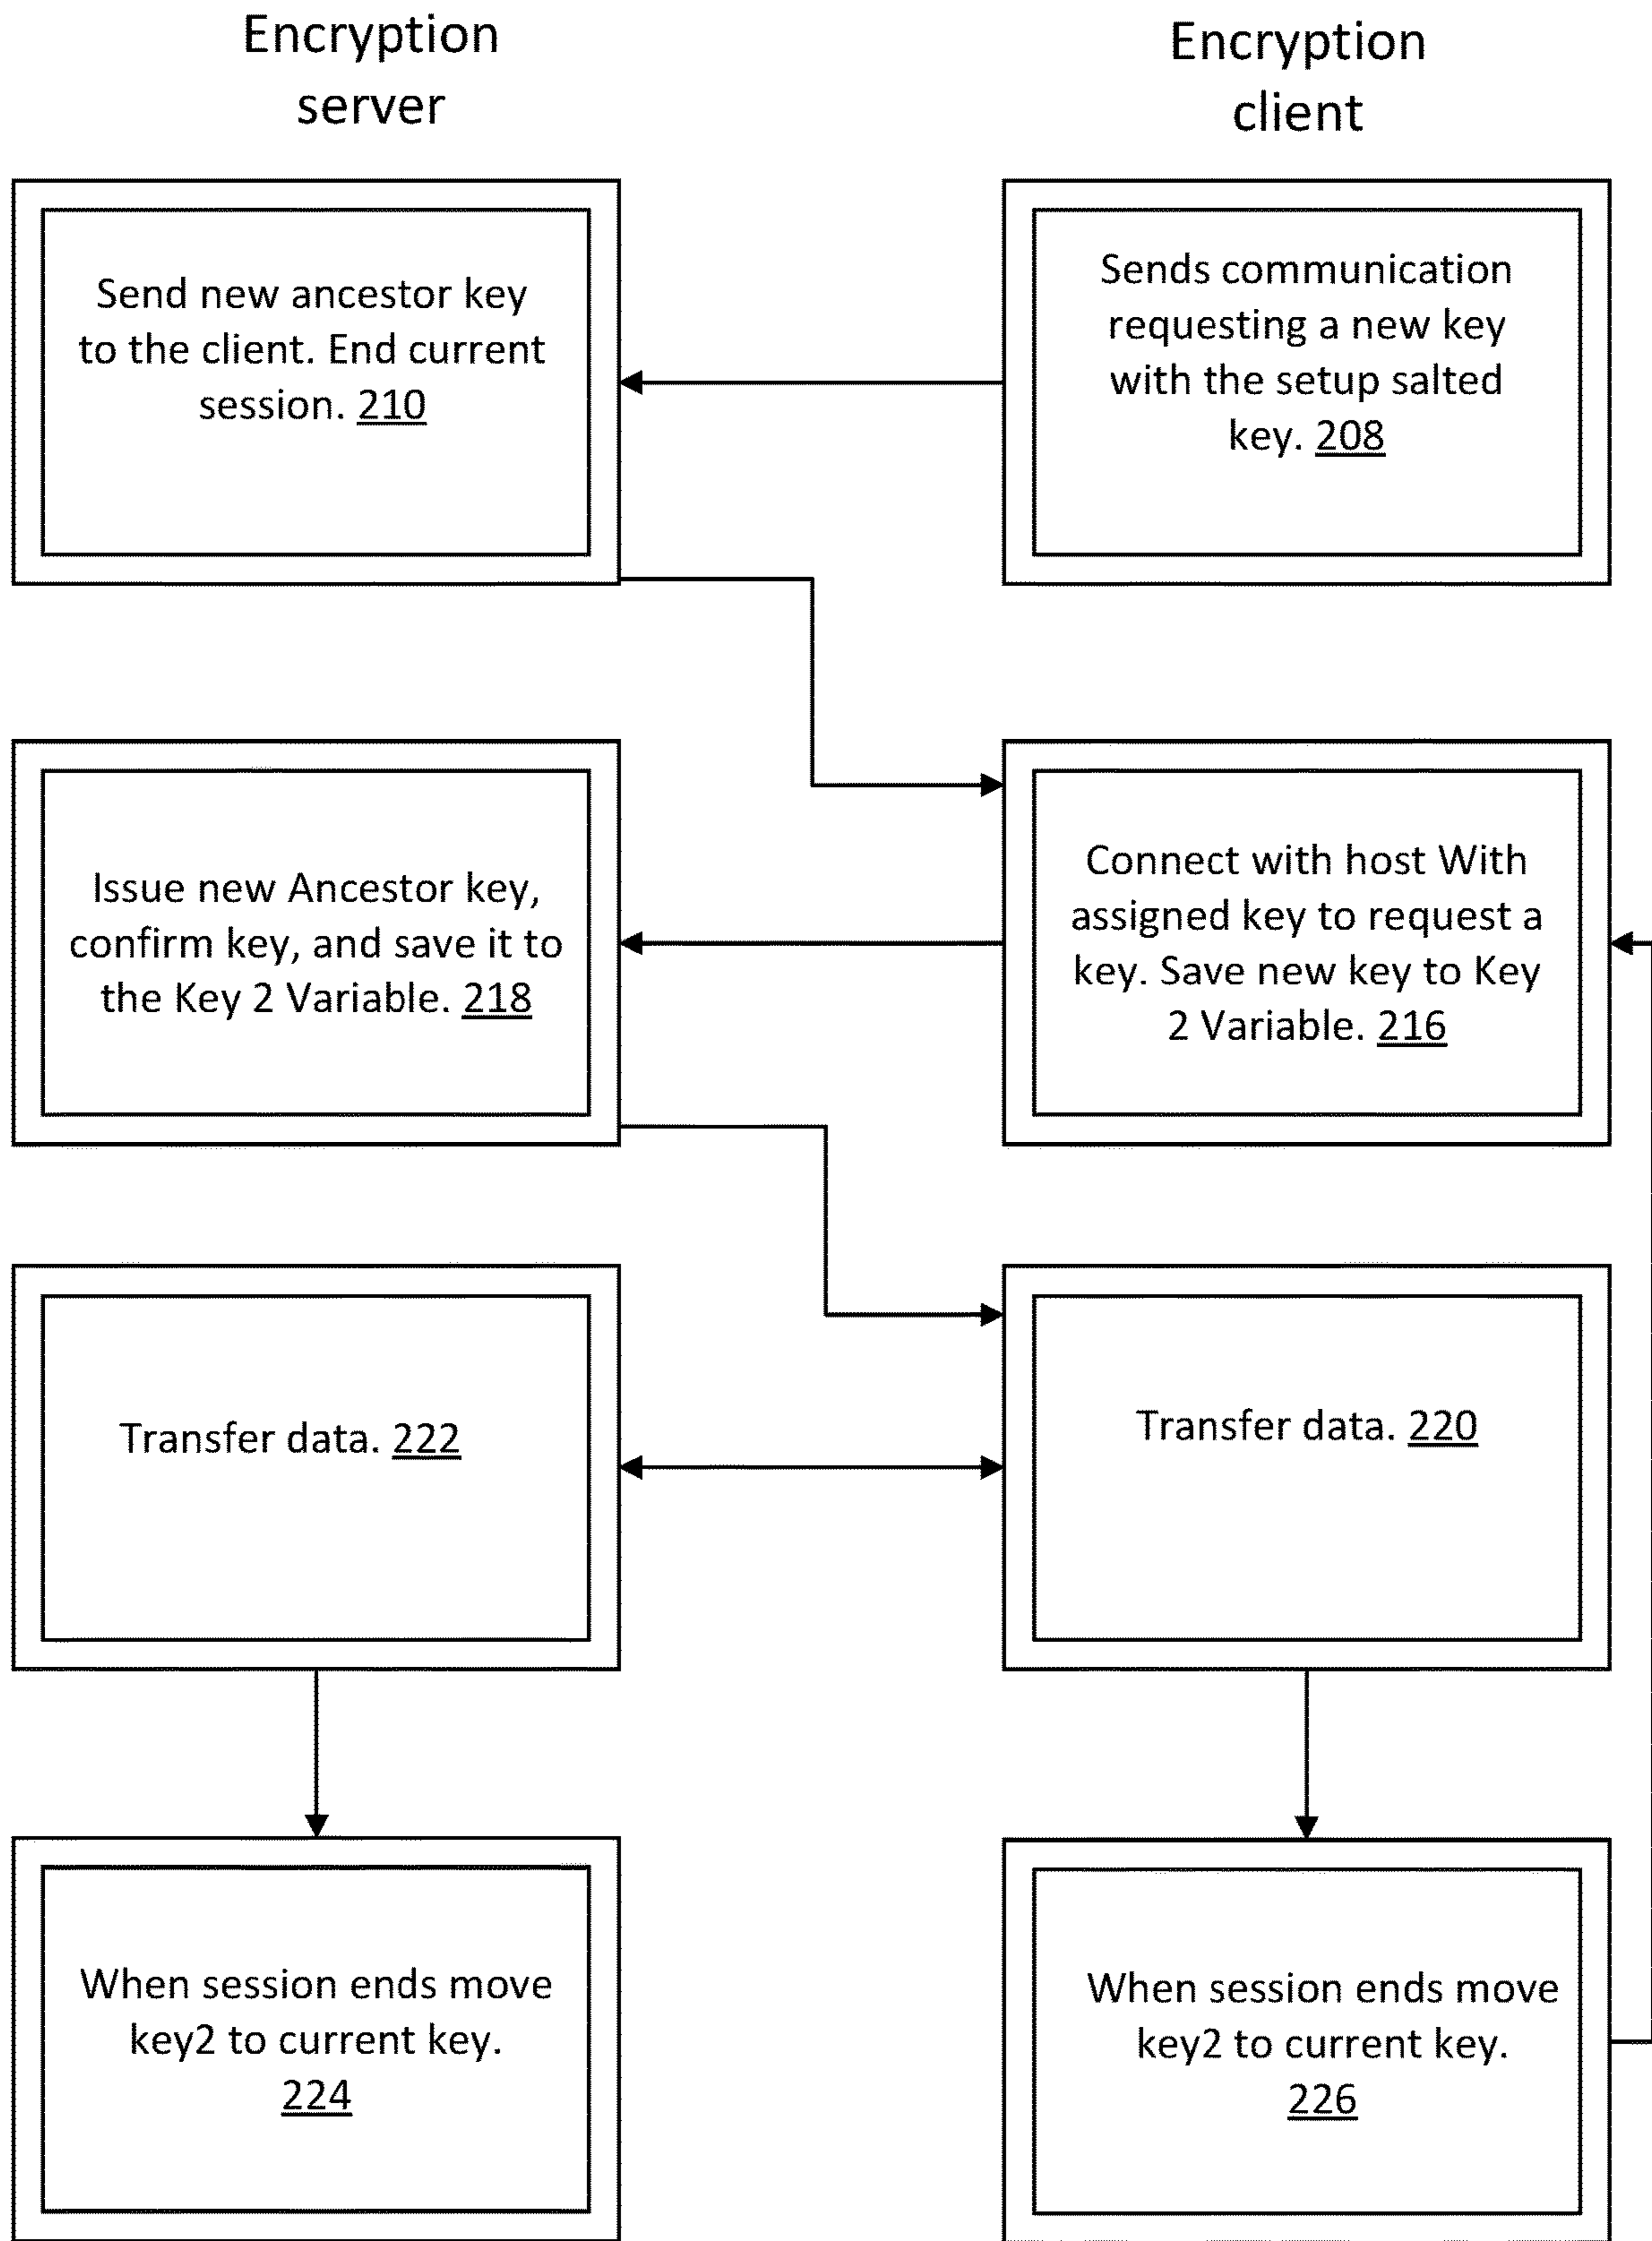 Encryption
server
Encryption
client
Send new ancestor key
to the client. End current
session. 210
Sends communication
requesting a new key
with the setup salted
key. 208
Issue new Ancestor key,
confirm key, and save it to
the Key 2 Variable. 218
Connect with host With
assigned key to request a
key. Save new key to Key
2 Variable. 216
Transfer data. 222
Transfer data. 220
When session ends move
key2 to current key.
224
When session ends move
key2 to current key.
226